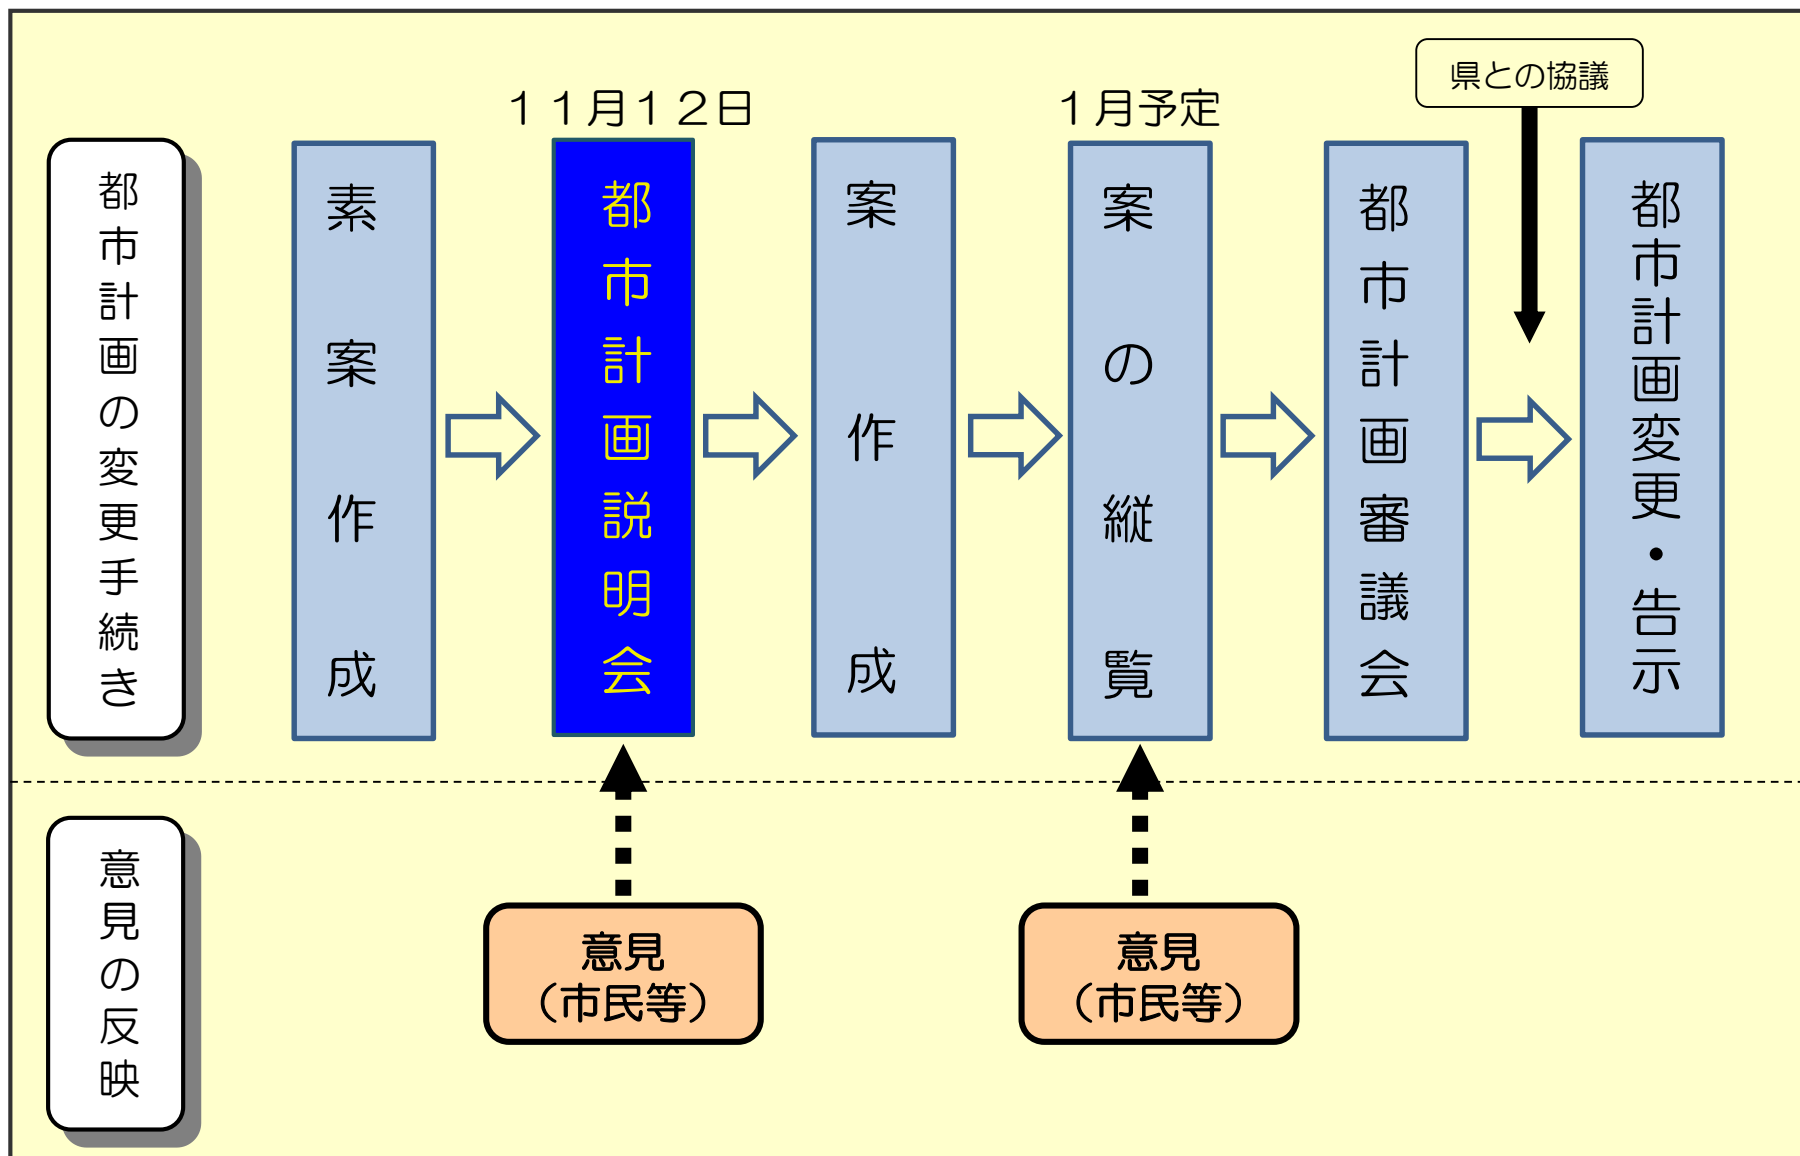 県との協議
１１月１２日
１月予定
都市計画の変更手続き
素案作成
都市計画説明会
案作成
案の縦覧
都市計画審議会
都市計画変更・告示
意見の反映
意見
（市民等）
意見
（市民等）